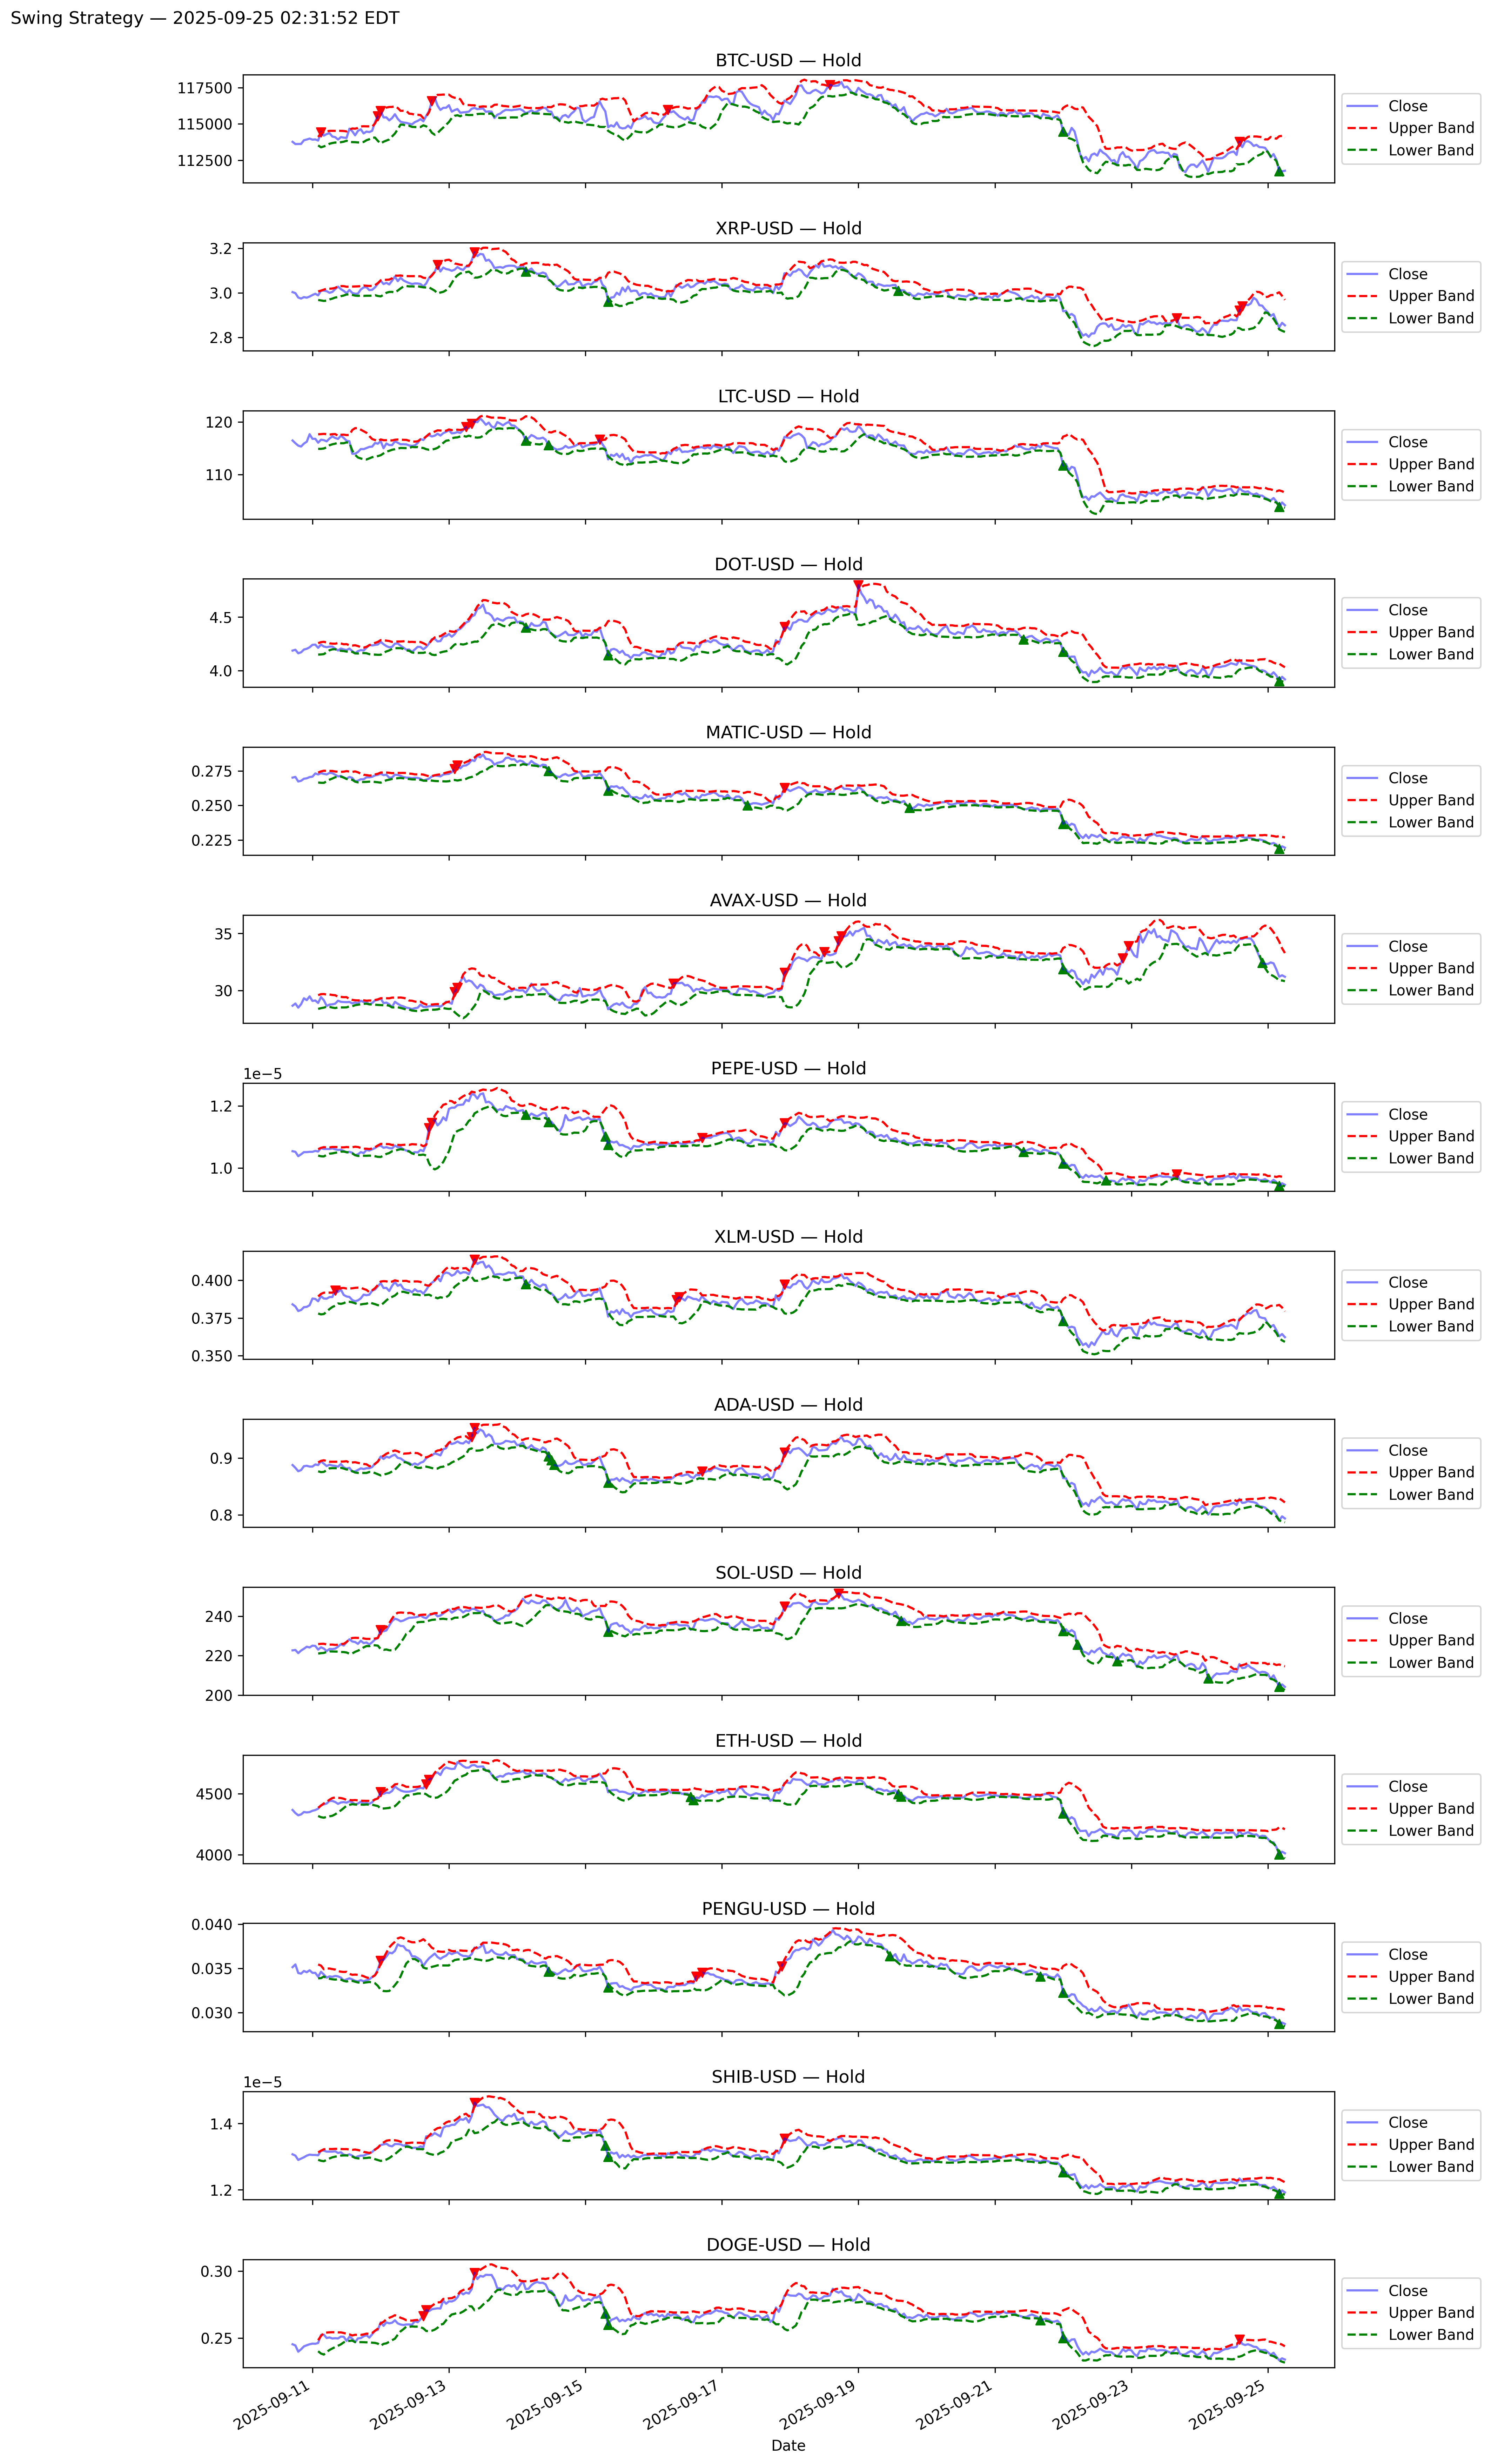 Swing Strategy — 2025-09-25 02:31:52 EDT
BTC-USD — Hold
117500
115000
112500
Close
Upper Band
Lower Band
XRP-USD — Hold
3.2
3.0
2.8
Close
Upper Band
Lower Band
LTC-USD — Hold
120
110
Close
Upper Band
Lower Band
DOT-USD — Hold
4.5
4.0
Close
Upper Band
Lower Band
MATIC-USD — Hold
0.275
0.250
0.225
Close
Upper Band
Lower Band
AVAX-USD — Hold
35
30
Close
Upper Band
Lower Band
PEPE-USD — Hold
1e−5
1.2
1.0
Close
Upper Band
Lower Band
XLM-USD — Hold
0.400
0.375
0.350
Close
Upper Band
Lower Band
ADA-USD — Hold
0.9
0.8
Close
Upper Band
Lower Band
SOL-USD — Hold
240
220
200
Close
Upper Band
Lower Band
ETH-USD — Hold
4500
4000
Close
Upper Band
Lower Band
PENGU-USD — Hold
0.040
0.035
0.030
Close
Upper Band
Lower Band
SHIB-USD — Hold
1e−5
1.4
1.2
Close
Upper Band
Lower Band
DOGE-USD — Hold
0.30
0.25
Close
Upper Band
Lower Band
2025-09-11
2025-09-13
2025-09-15
2025-09-17
2025-09-19
2025-09-21
2025-09-23
2025-09-25
Date